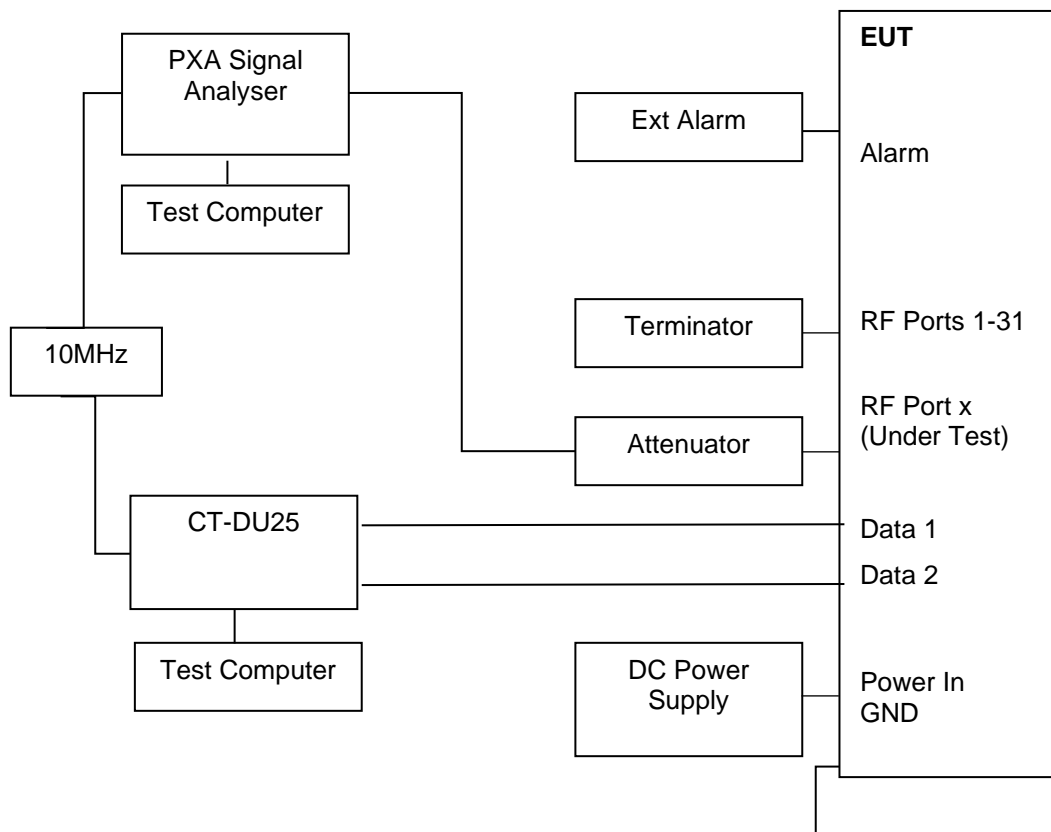 EUT
PXA Signal
Analyser
Ext Alarm
Alarm
Test Computer
Terminator
RF Ports 1-31
10MHz
RF Port x
(Under Test)
Attenuator
CT-DU25
Data 1
Data 2
Test Computer
DC Power
Supply
Power In
GND